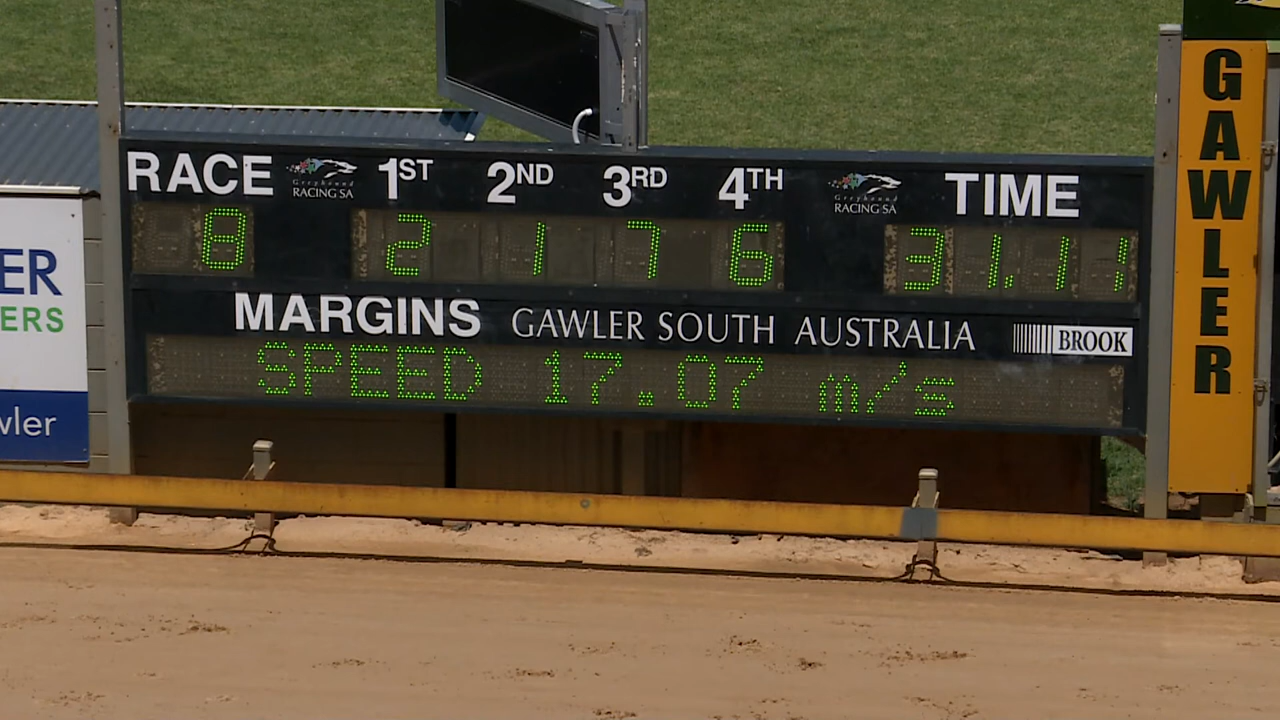 RACE 1ST 2ND 3RD 4TH TIME
Greyhound RACING SA
Greyhound RACING SA
8 2 1 7 6 31.11
MARGINS GAWLER SOUTH AUSTRALIA BROOK
SPEED 17.07 m/s
GAWLER
ER
ERS
wler